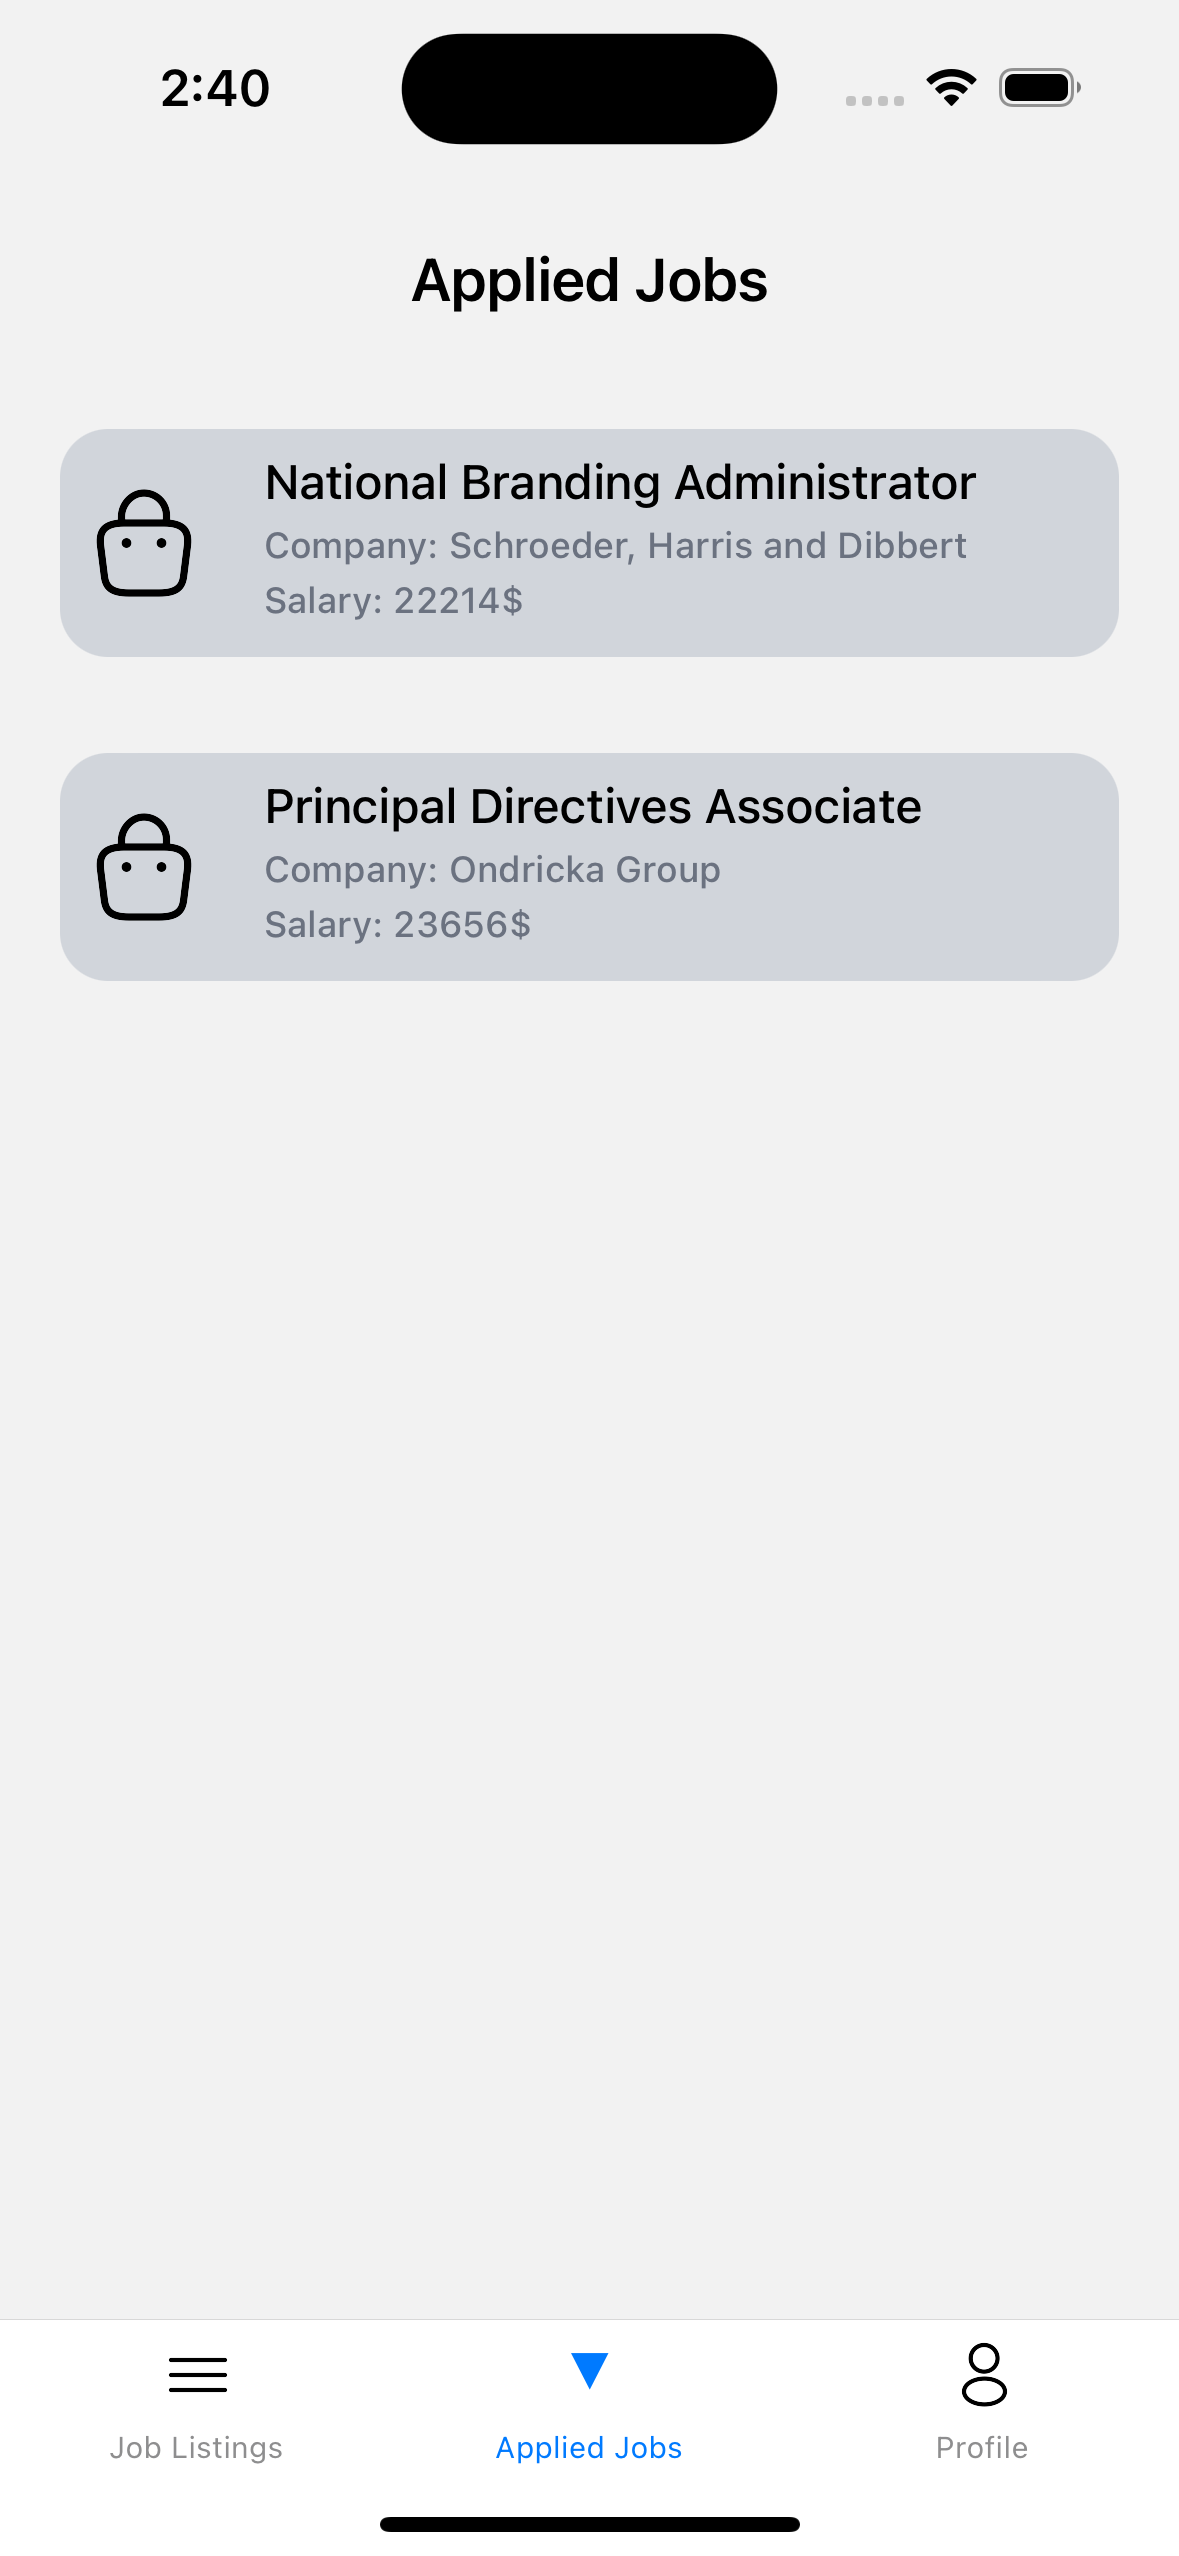 2:40
Applied Jobs
National Branding Administrator
Company: Schroeder, Harris and Dibbert
Salary: 22214$
Principal Directives Associate
Company: Ondricka Group
Salary: 23656$
Job Listings
Applied Jobs
Profile